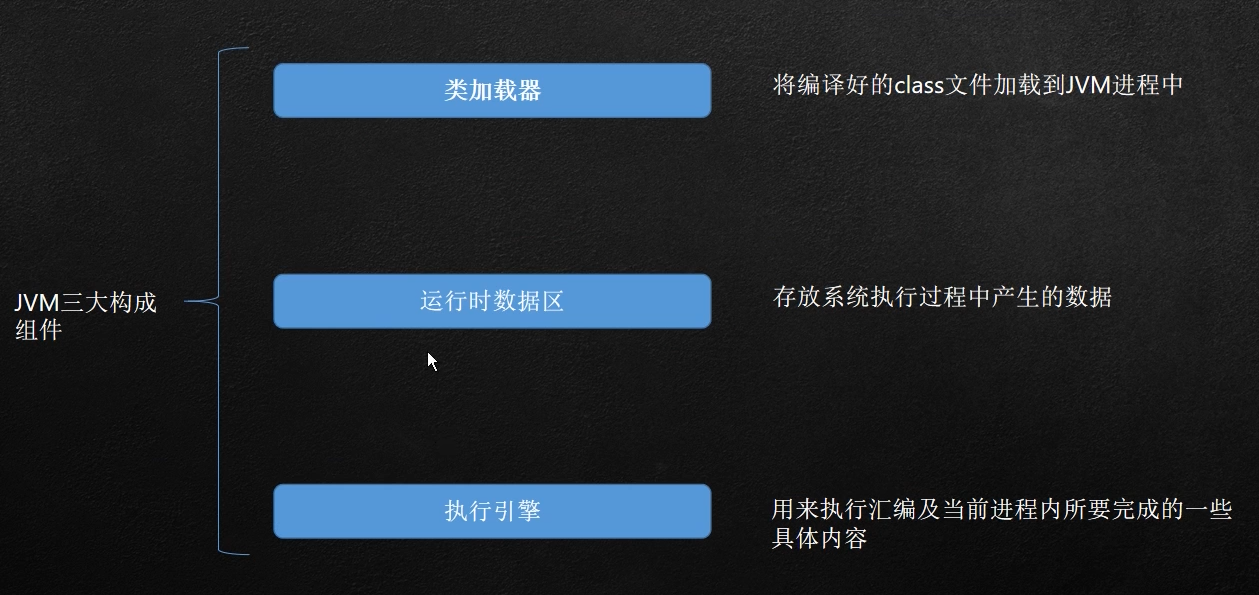 类加载器
将编译好的class文件加载到JVM进程中
JVM三大构成
组件
运行时数据区
存放系统执行过程中产生的数据
执行引擎
用来执行汇编及当前进程内所要完成的一些
具体内容